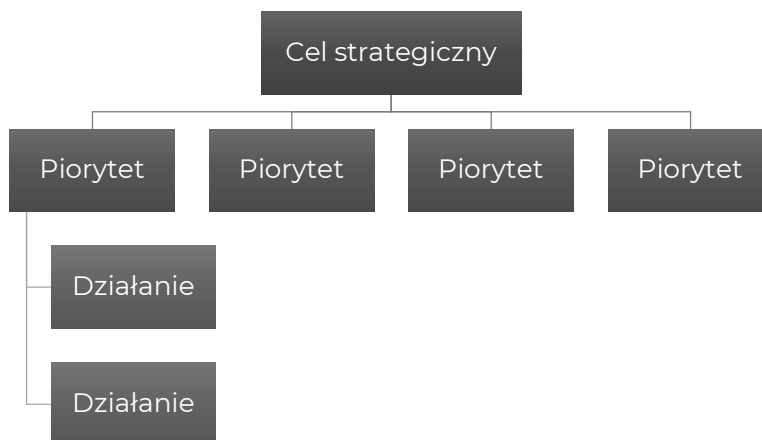 Cel strategiczny
Piorytet
Piorytet
Piorytet
Piorytet
Działanie
Działanie